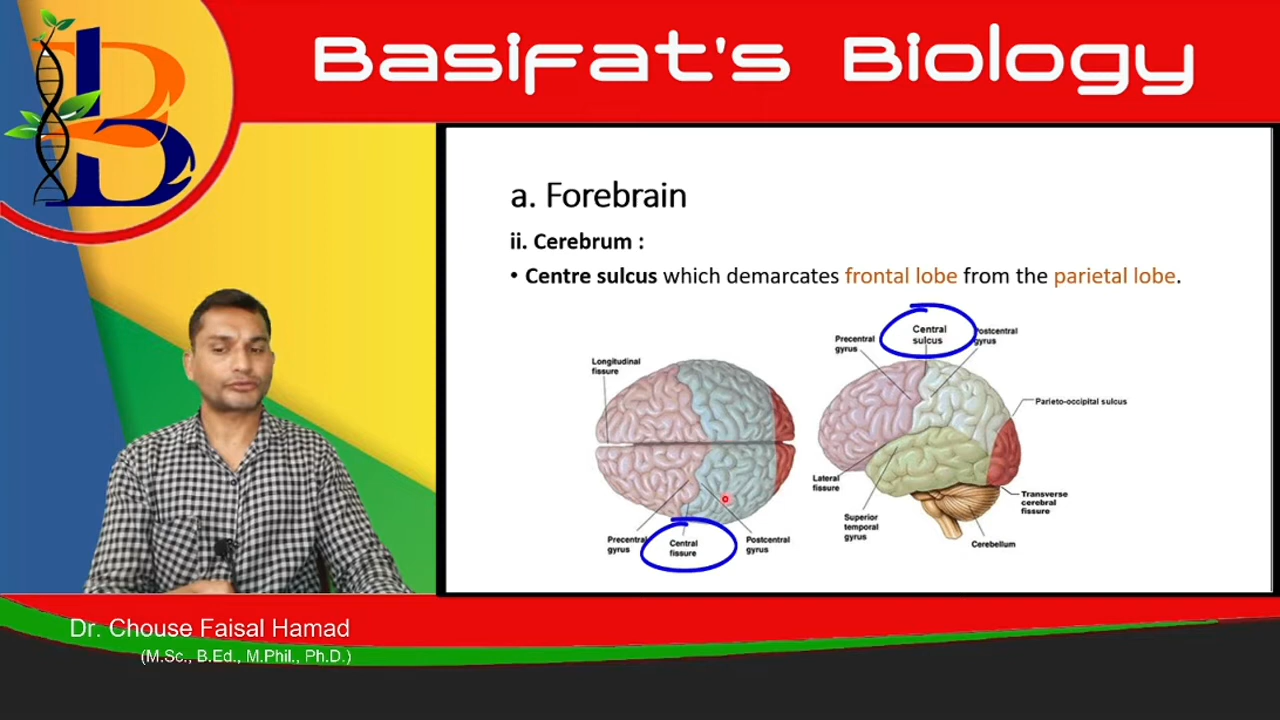 Basifat's Biology
a. Forebrain
ii. Cerebrum :
• Centre sulcus which demarcates frontal lobe from the parietal lobe.
Longitudinal
fissure
Precentral
gyrus
Central
fissure
Postcentral
gyrus
Precentral
gyrus
Central
sulcus
Postcentral
gyrus
Parieto-occipital sulcus
Lateral
fissure
Superior
temporal
gyrus
Transverse
cerebral
fissure
Cerebellum
Dr. Chouse Faisal Hamad
(M.Sc., B.Ed., M.Phil., Ph.D.)